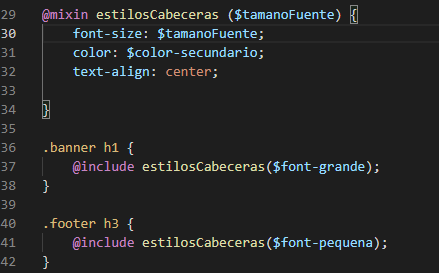 29 @mixin estilosCabeceras ($tamanoFuente) {
30 font-size: $tamanoFuente;
31 color: $color-secundario;
32 text-align: center;
33
34 }
35
36 .banner h1 {
37 @include estilosCabeceras($font-grande);
38 }
39
40 .footer h3 {
41 @include estilosCabeceras($font-pequena);
42 }